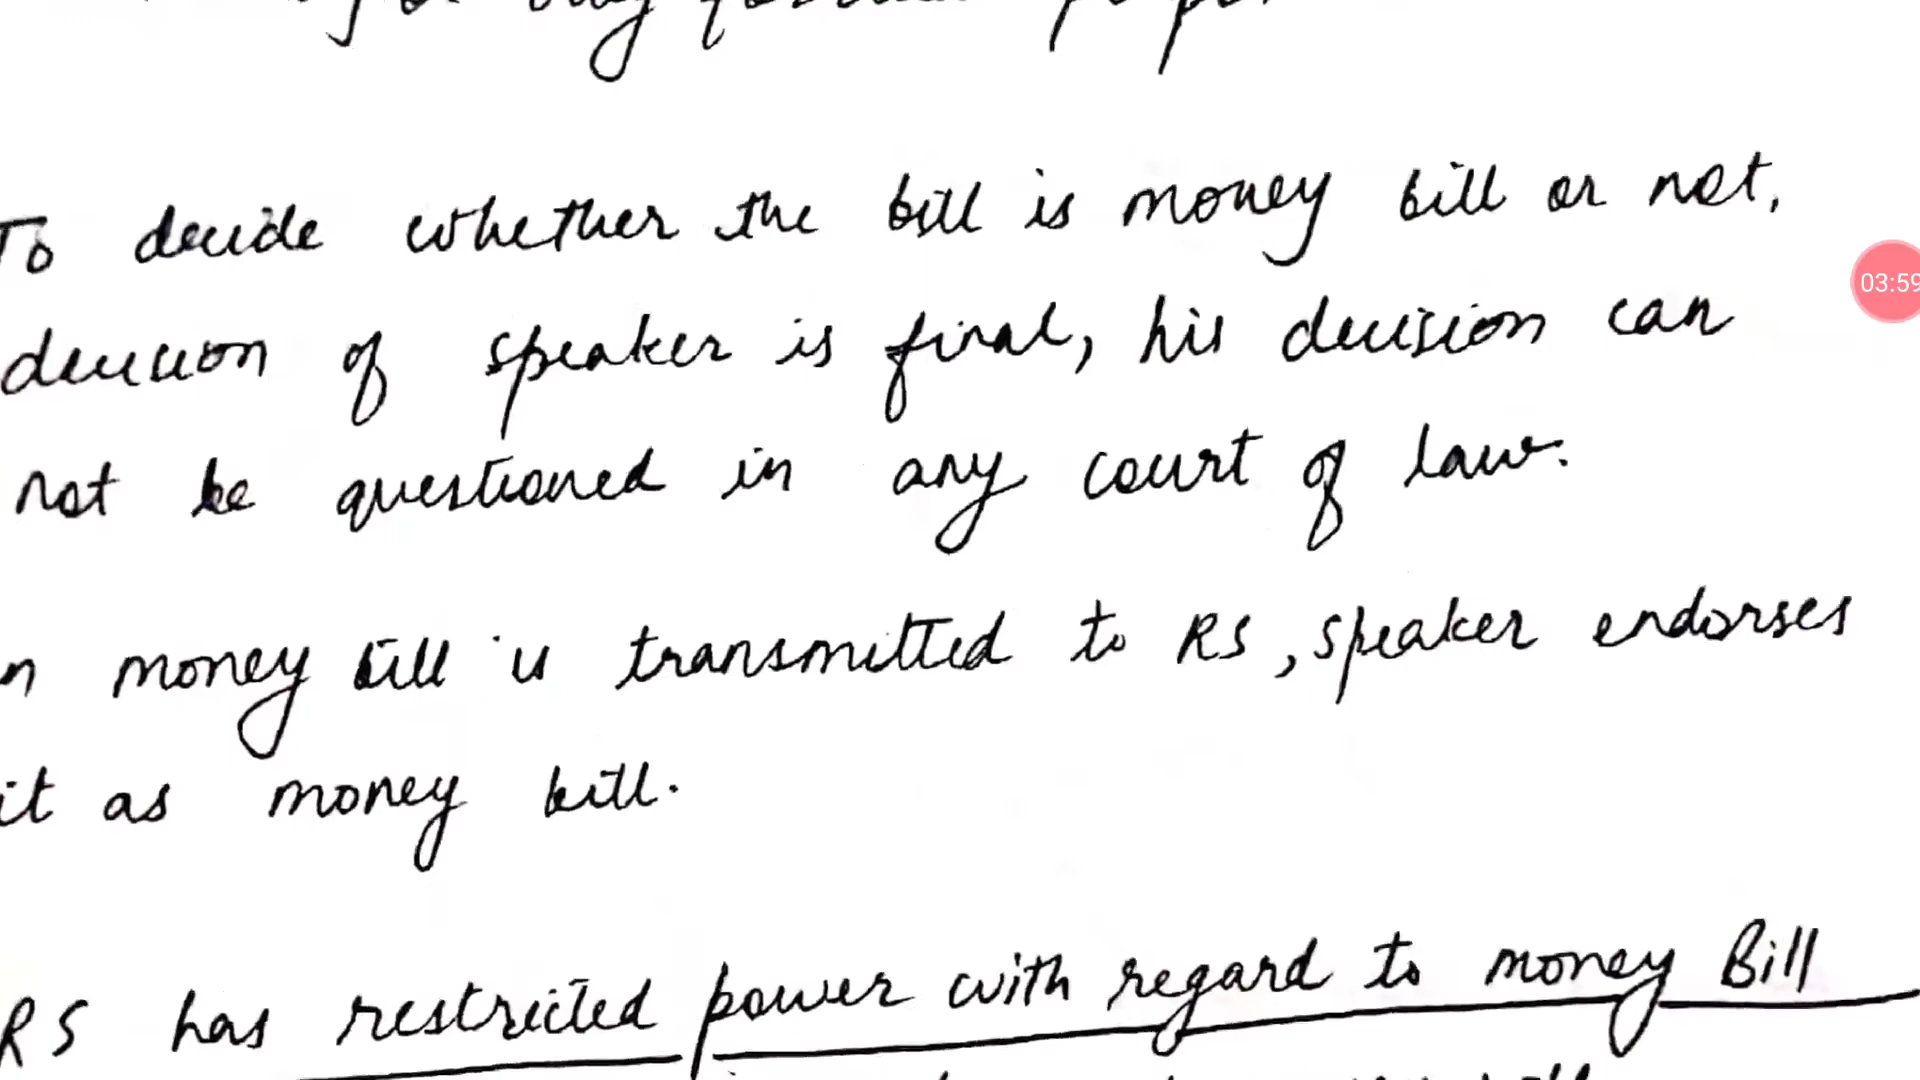 To decide whether the bill is money bill or not,
decision of speaker is final, his decision can
not be questioned in any court of law.
money bill is transmitted to RS, speaker endorses
it as money bill.
RS has restricted power with regard to money Bill
03:59